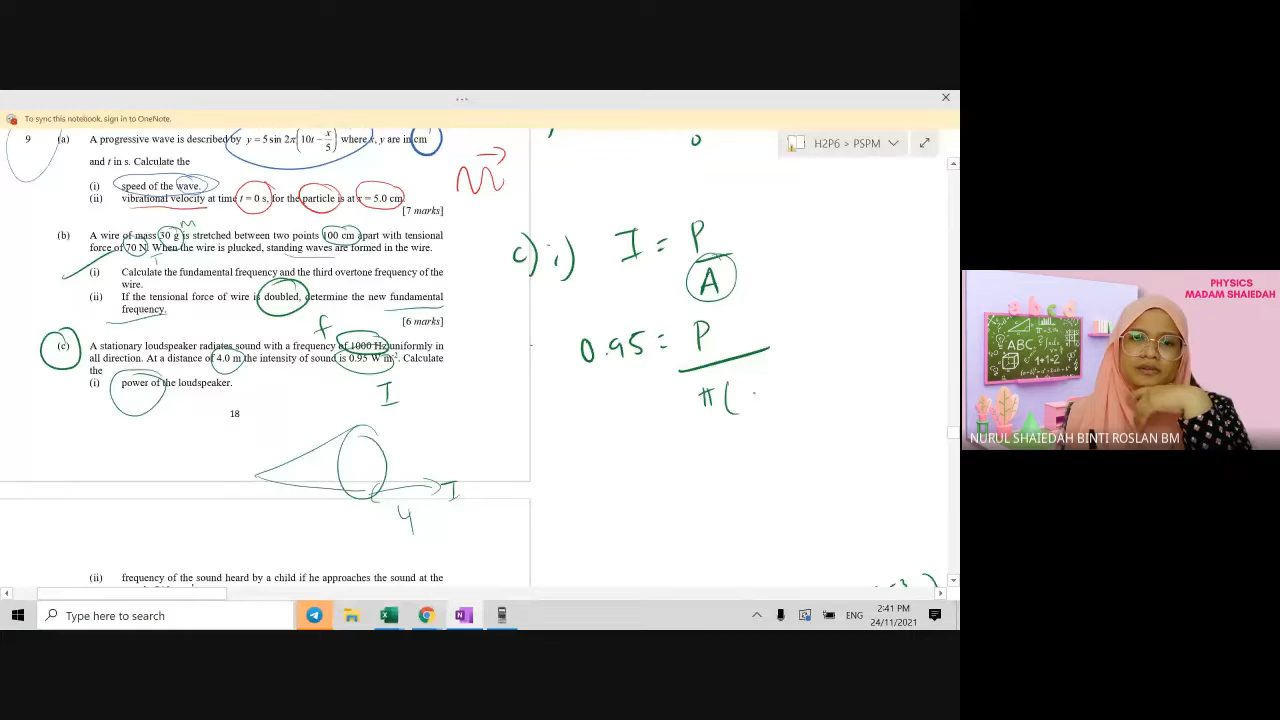 To sync this notebook, sign in to OneNote.
H2P6 > PSPM
9 (a) A progressive wave is described by y = 5 sin 2π(10t − x/5) where x, y are in cm
and t in s. Calculate the
(i) speed of the wave.
(ii) vibrational velocity at time t = 0 s, for the particle is at x = 5.0 cm.
[7 marks]
m
(b) A wire of mass 30 g is stretched between two points 100 cm apart with tensional
force of 70 N. When the wire is plucked, standing waves are formed in the wire.
T
(i) Calculate the fundamental frequency and the third overtone frequency of the
wire.
(ii) If the tensional force of wire is doubled, determine the new fundamental
frequency.
[6 marks]
f
(c) A stationary loudspeaker radiates sound with a frequency of 1000 Hz uniformly in
all direction. At a distance of 4.0 m the intensity of sound is 0.95 W m⁻². Calculate
the
(i) power of the loudspeaker.
I
18
I
4
(ii) frequency of the sound heard by a child if he approaches the sound at the
0
c) i) I = P
A
0.95 = P
π(
PHYSICS
MADAM SHAIEDAH
a b c d
ABC
NURUL SHAIEDAH BINTI ROSLAN BM
Type here to search
ENG
2:41 PM
24/11/2021